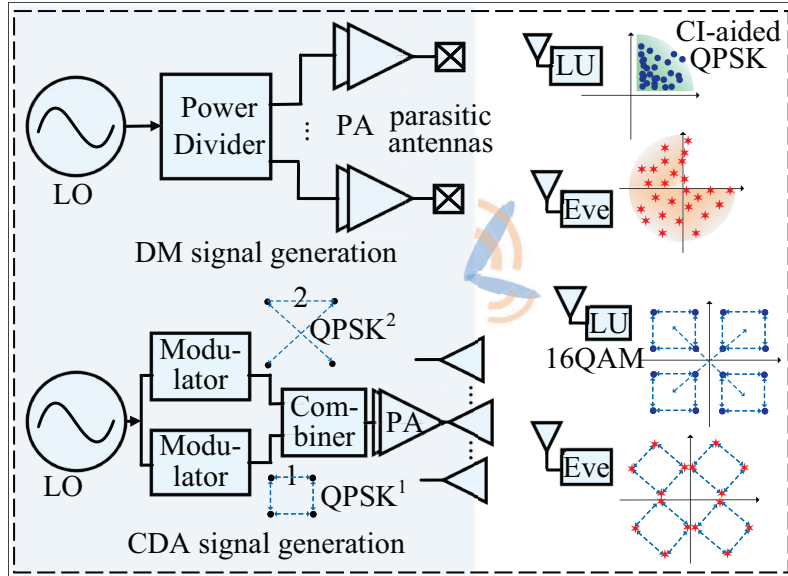 CI-aided
QPSK
LU
Power
Divider
...
PA
parasitic
antennas
LO
Eve
DM signal generation
2
QPSK²
LU
16QAM
Modu-
lator
Com-
biner
PA
Modu-
lator
LO
Eve
1
QPSK¹
CDA signal generation